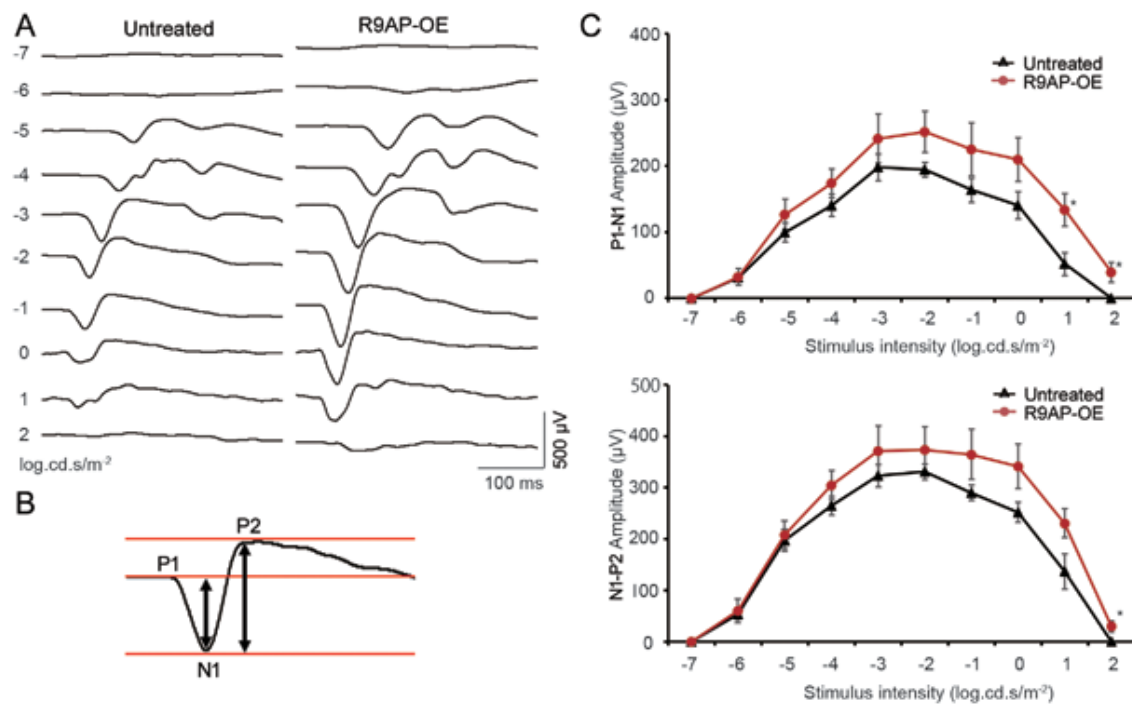 A
Untreated
R9AP-OE
-7
-6
-5
-4
-3
-2
-1
0
1
2
log.cd.s/m⁻²
500 µV
100 ms
B
P2
P1
N1
C
400
300
200
100
0
P1-N1 Amplitude (µV)
Untreated
R9AP-OE
*
*
-7 -6 -5 -4 -3 -2 -1 0 1 2
Stimulus intensity (log.cd.s/m⁻²)
500
400
300
200
100
0
N1-P2 Amplitude (µV)
Untreated
R9AP-OE
*
-7 -6 -5 -4 -3 -2 -1 0 1 2
Stimulus intensity (log.cd.s/m⁻²)